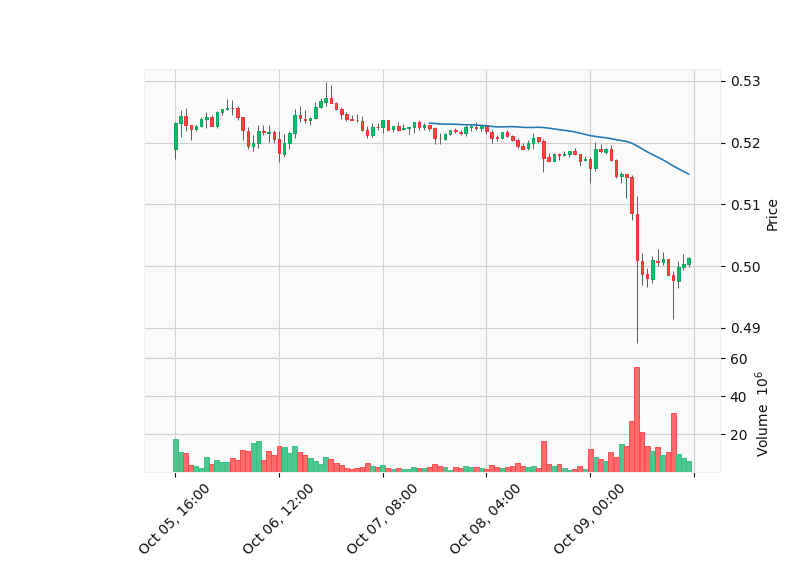 0.53
0.52
0.51
0.50
0.49
Price
60
40
20
Volume 10^6
Oct 05, 16:00
Oct 06, 12:00
Oct 07, 08:00
Oct 08, 04:00
Oct 09, 00:00